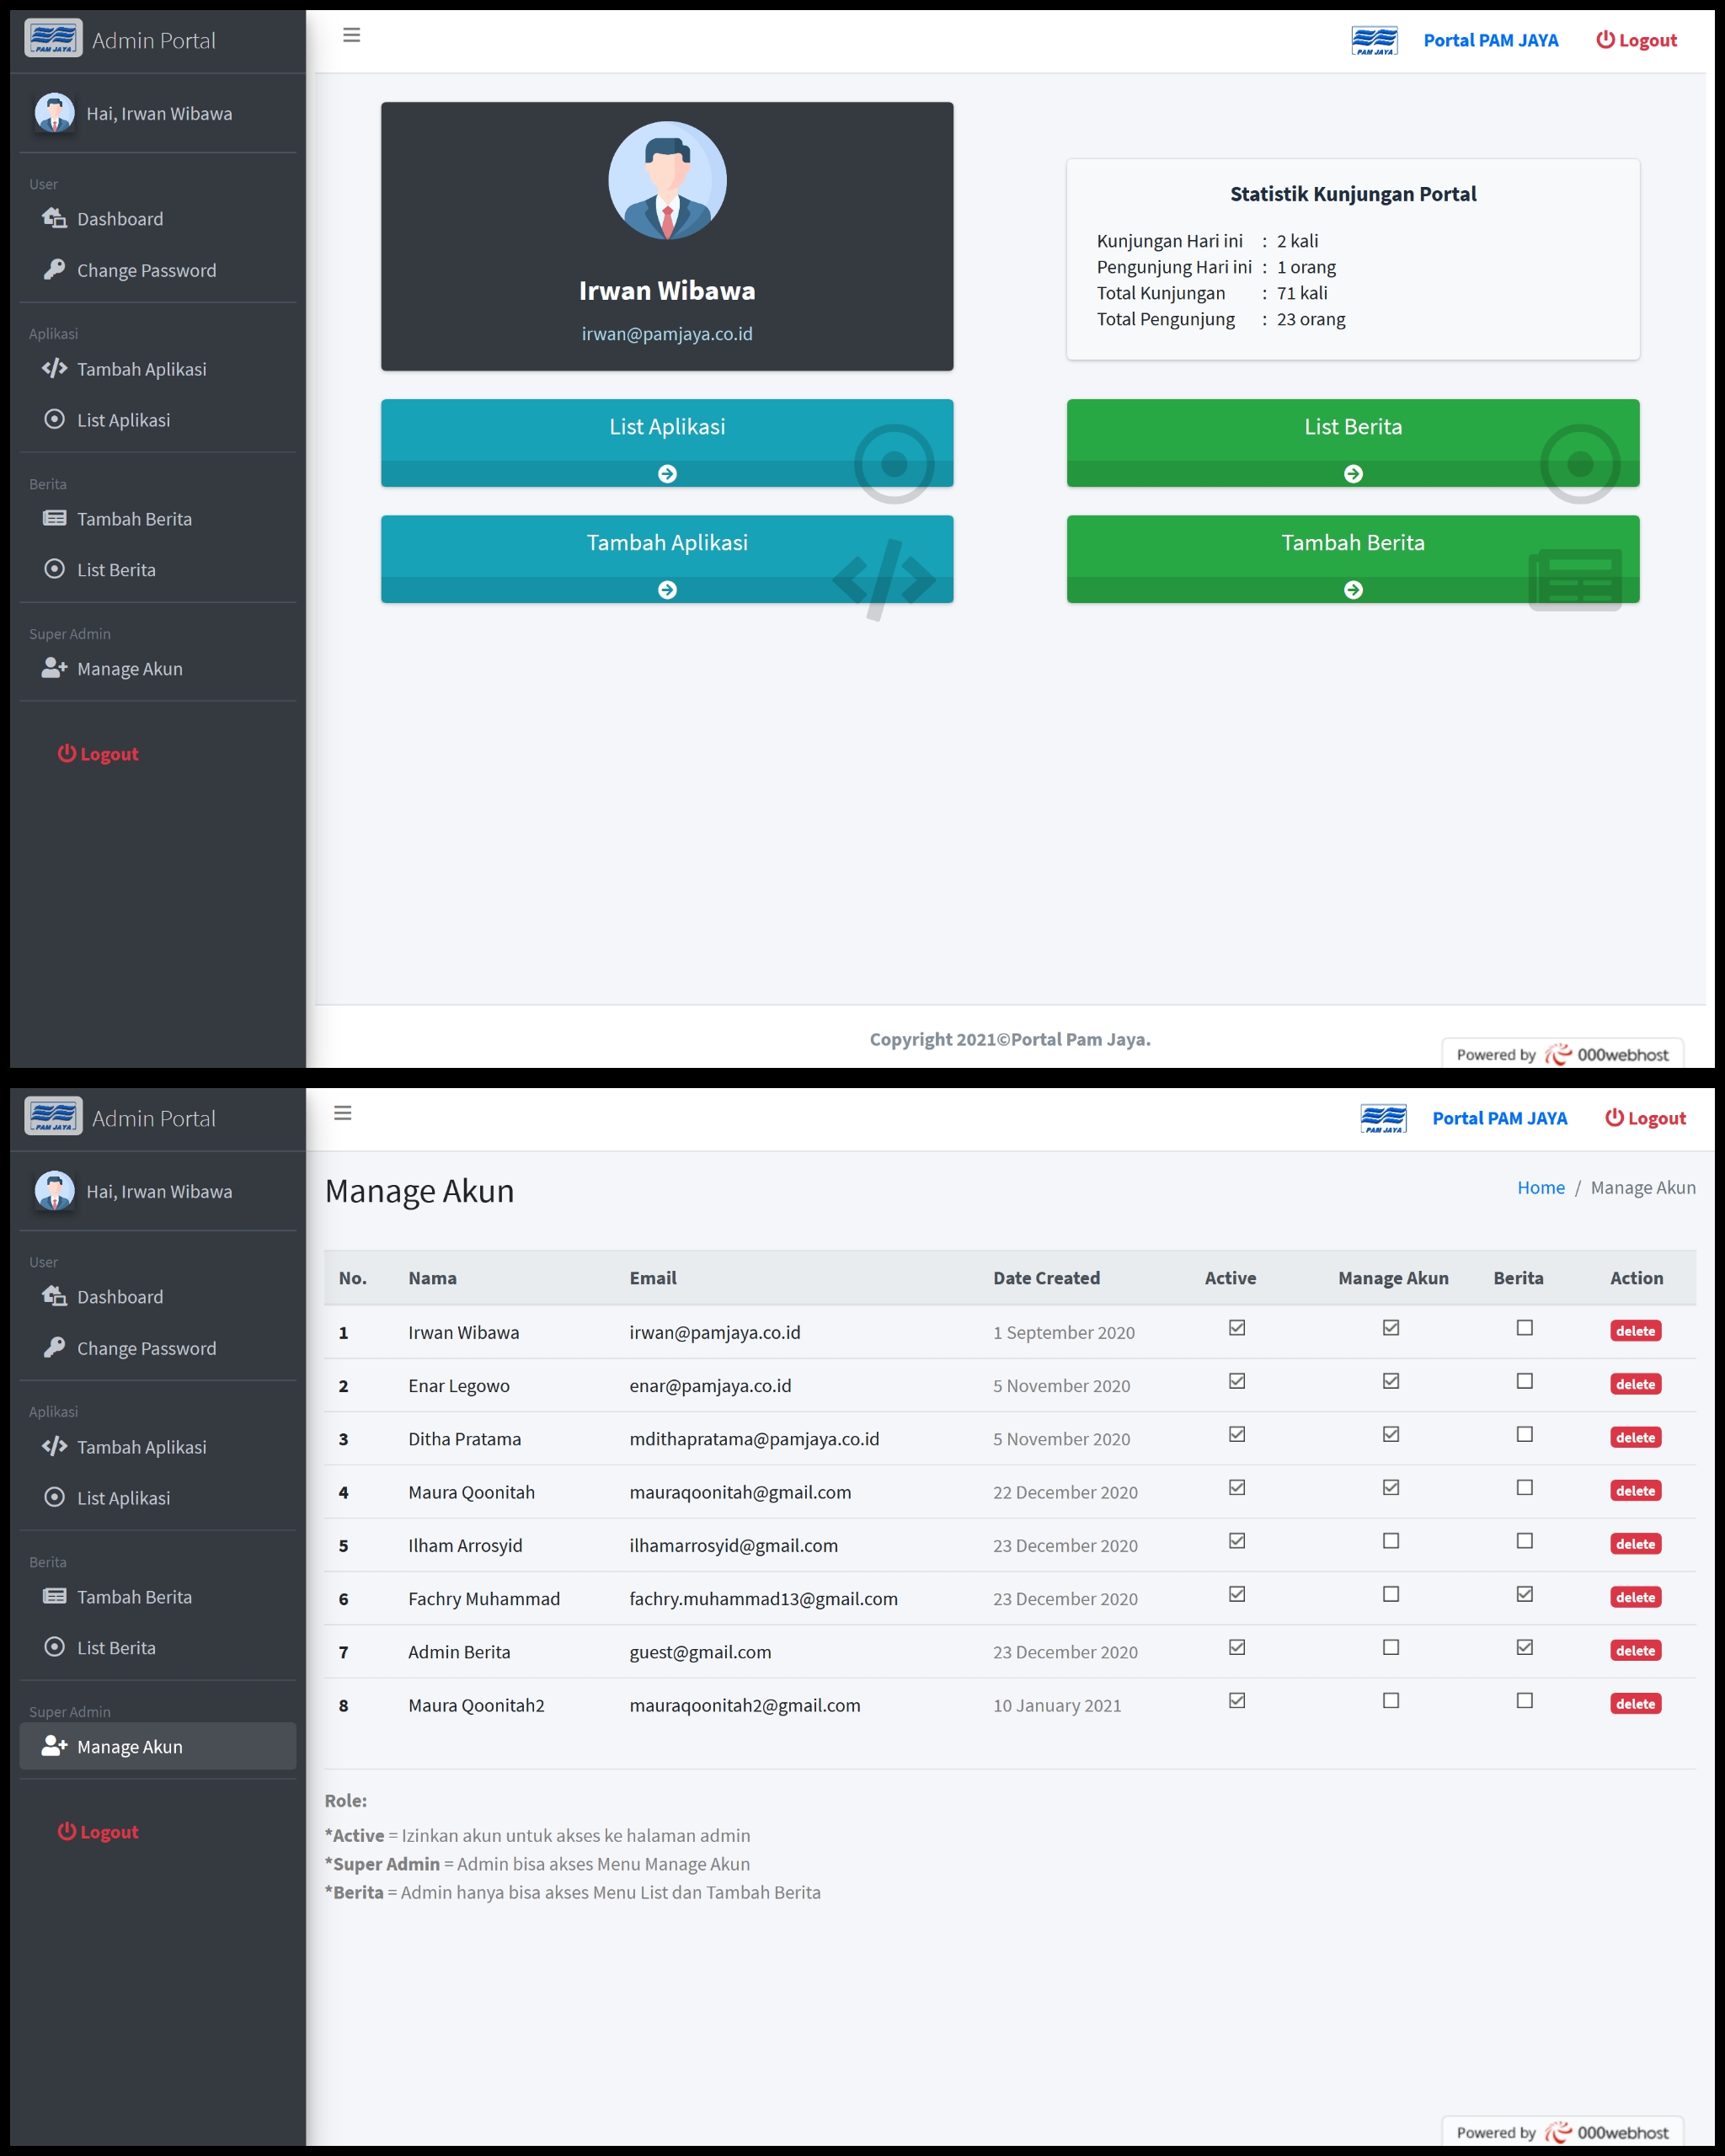 PAM JAYA Admin Portal
PAM JAYA Portal PAM JAYA Logout
Hai, Irwan Wibawa
User
Dashboard
Change Password
Aplikasi
Tambah Aplikasi
List Aplikasi
Berita
Tambah Berita
List Berita
Super Admin
Manage Akun
Logout
Irwan Wibawa
irwan@pamjaya.co.id
Statistik Kunjungan Portal
Kunjungan Hari ini : 2 kali
Pengunjung Hari ini : 1 orang
Total Kunjungan : 71 kali
Total Pengunjung : 23 orang
List Aplikasi
List Berita
Tambah Aplikasi
Tambah Berita
Copyright 2021©Portal Pam Jaya.
Powered by 000webhost
PAM JAYA Admin Portal
PAM JAYA Portal PAM JAYA Logout
Hai, Irwan Wibawa
User
Dashboard
Change Password
Aplikasi
Tambah Aplikasi
List Aplikasi
Berita
Tambah Berita
List Berita
Super Admin
Manage Akun
Logout
Manage Akun
Home / Manage Akun
No. Nama Email Date Created Active Manage Akun Berita Action
1 Irwan Wibawa irwan@pamjaya.co.id 1 September 2020 delete
2 Enar Legowo enar@pamjaya.co.id 5 November 2020 delete
3 Ditha Pratama mdithapratama@pamjaya.co.id 5 November 2020 delete
4 Maura Qoonitah mauraqoonitah@gmail.com 22 December 2020 delete
5 Ilham Arrosyid ilhamarrosyid@gmail.com 23 December 2020 delete
6 Fachry Muhammad fachry.muhammad13@gmail.com 23 December 2020 delete
7 Admin Berita guest@gmail.com 23 December 2020 delete
8 Maura Qoonitah2 mauraqoonitah2@gmail.com 10 January 2021 delete
Role:
*Active = Izinkan akun untuk akses ke halaman admin
*Super Admin = Admin bisa akses Menu Manage Akun
*Berita = Admin hanya bisa akses Menu List dan Tambah Berita
Powered by 000webhost